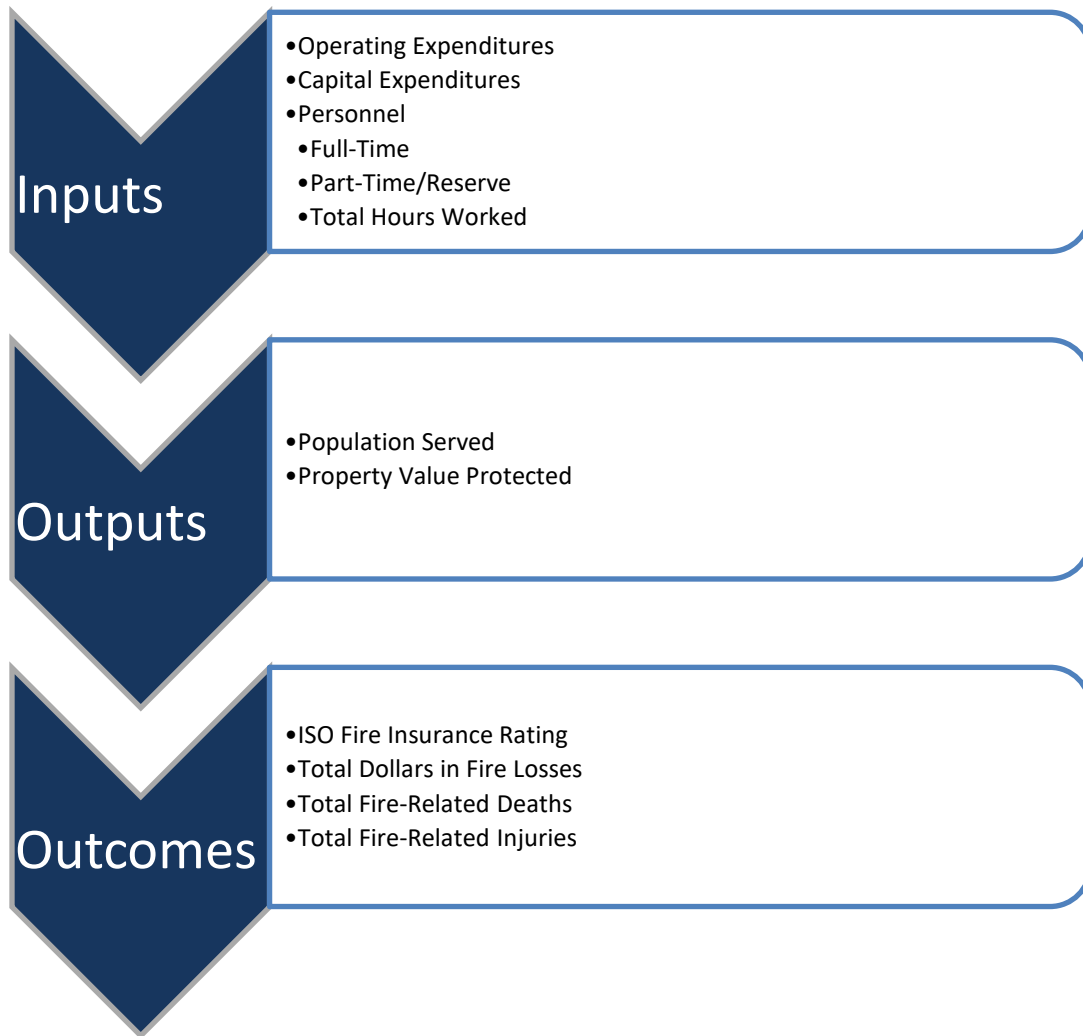 Inputs
•Operating Expenditures
•Capital Expenditures
•Personnel
•Full-Time
•Part-Time/Reserve
•Total Hours Worked
Outputs
•Population Served
•Property Value Protected
Outcomes
•ISO Fire Insurance Rating
•Total Dollars in Fire Losses
•Total Fire-Related Deaths
•Total Fire-Related Injuries